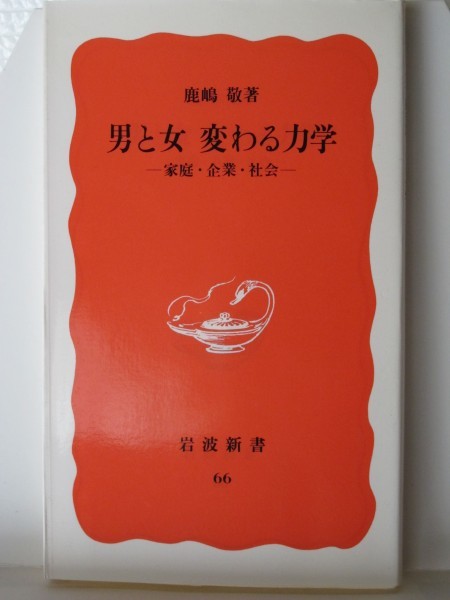 鹿嶋 敬著
男と女 変わる力学
―家庭・企業・社会―
岩波新書
66